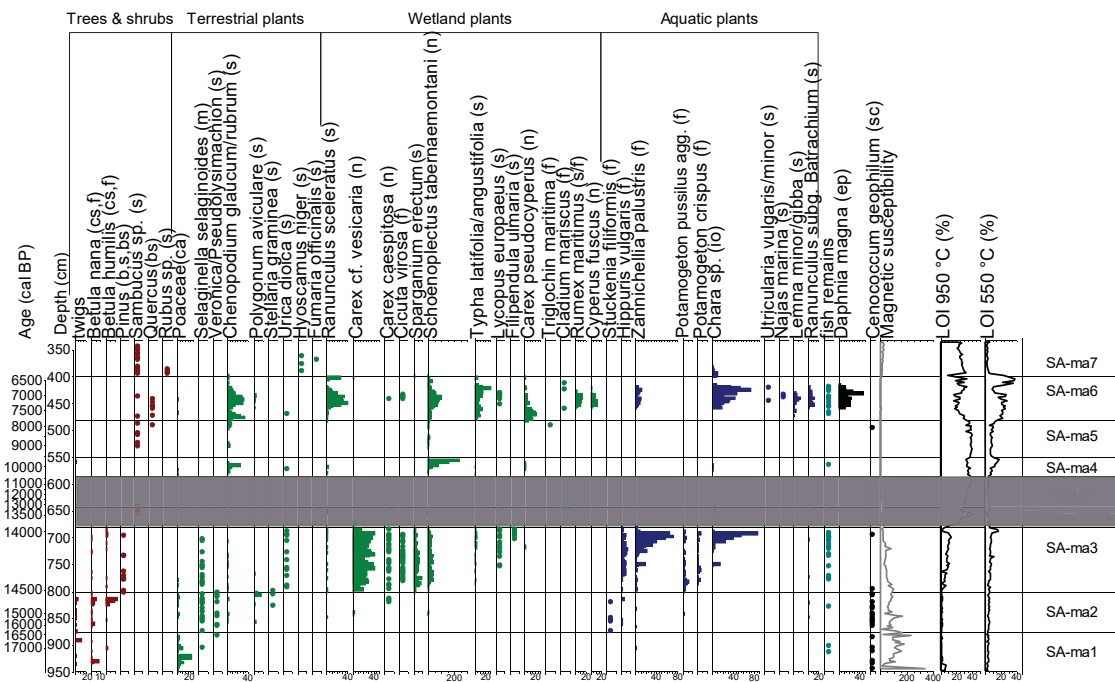 Trees & shrubs
Terrestrial plants
Wetland plants
Aquatic plants
Age (cal BP)
Depth (cm)
twigs
Betula nana (cs,f)
Betula humilis (cs,f)
Pinus (b,s,bs)
Sambucus sp. (s)
Quercus(bs)
Rubus sp. (s)
Poaceae(ca)
Selaginella selaginoides (m)
Veronica/Pseudolysimachion (s)
Chenopodium glaucum/rubrum (s)
Polygonum aviculare (s)
Stellaria graminea (s)
Urica dioica (s)
Hyoscamus niger (s)
Fumaria officinalis (s)
Ranunculus sceleratus (s)
Carex cf. vesicaria (n)
Carex caespitosa (n)
Cicuta virosa (f)
Sparganium erectum (s)
Schoenoplectus tabernaemontani (n)
Typha latifolia/angustifolia (s)
Lycopus europaeus (s)
Filipendula ulmaria (s)
Carex pseudocyperus (n)
Triglochin maritima (f)
Cladium mariscus (f)
Rumex maritimus (s/f)
Cyperus fuscus (n)
Stuckenia filiformis (f)
Hippuris vulgaris (f)
Zannichellia palustris (f)
Potamogeton pussilus agg. (f)
Potamogeton crispus (f)
Chara sp. (io)
Utricularia vulgaris/minor (s)
Najas marina (s)
Lemna minor/gibba (s)
Ranunculus subg. Batrachium (s)
fish remains
Daphnia magna (ep)
Cenoccocum geophilum (sc)
Magnetic susceptibility
LOI 950 °C (%)
LOI 550 °C (%)
350
SA-ma7
400
6500
SA-ma6
7000
450
7500
8000
500
SA-ma5
9000
550
10000
SA-ma4
11000
600
12000
13000
650
13500
14000
700
SA-ma3
750
14500
800
15000
SA-ma2
850
16000
16500
900
17000
SA-ma1
950
20 10 40 40 40 200 20 20 40 20 40 80 40 80 20 40 200 400 20 40 20 40